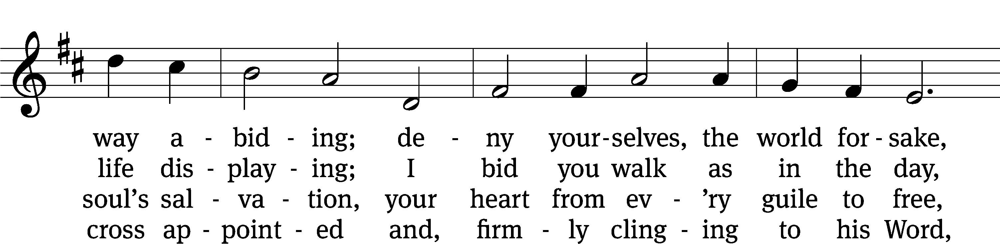 way a - bid - ing; de - ny your - selves, the world for - sake,
life dis - play - ing; I bid you walk as in the day,
soul’s sal - va - tion, your heart from ev - ’ry guile to free,
cross ap - point - ed and, firm - ly cling - ing to his Word,